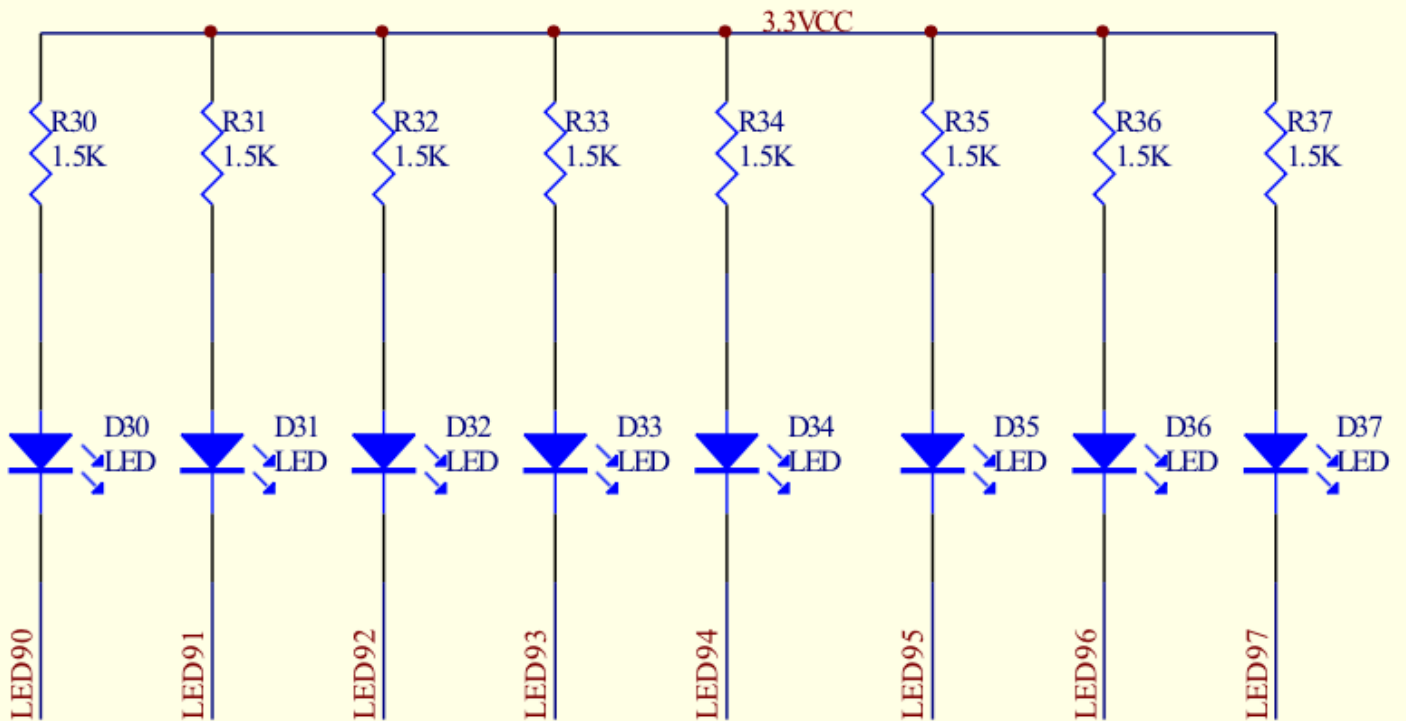 3.3VCC
R30 R31 R32 R33 R34 R35 R36 R37
1.5K 1.5K 1.5K 1.5K 1.5K 1.5K 1.5K 1.5K
D30 D31 D32 D33 D34 D35 D36 D37
LED LED LED LED LED LED LED LED
LED90
LED91
LED92
LED93
LED94
LED95
LED96
LED97